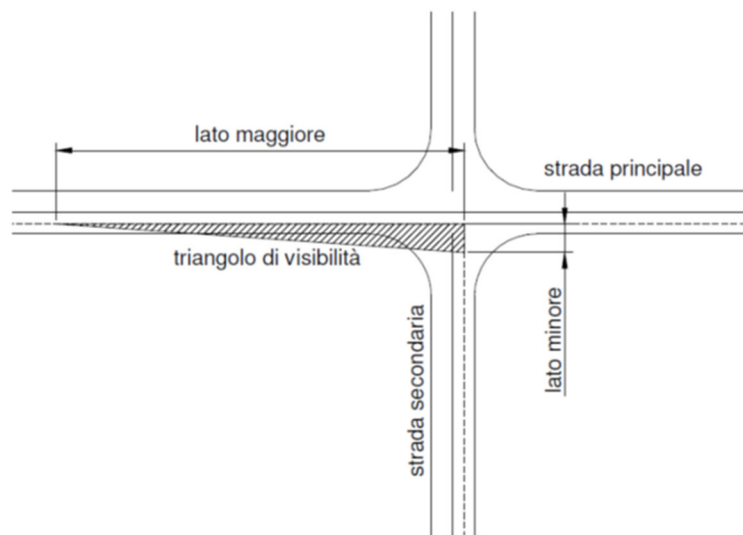 lato maggiore
strada principale
triangolo di visibilità
strada secondaria
lato minore